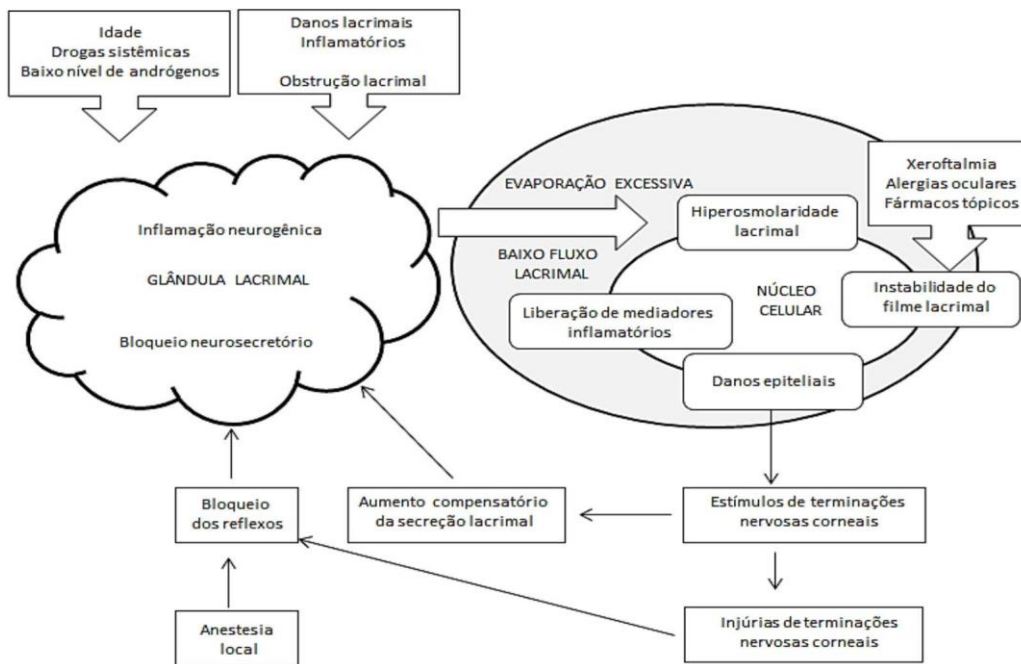 Idade
Drogas sistêmicas
Baixo nível de andrógenos
Danos lacrimais
Inflamatórios
Obstrução lacrimal
Inflamação neurogênica
GLÂNDULA LACRIMAL
Bloqueio neurosecretório
EVAPORAÇÃO EXCESSIVA
BAIXO FLUXO
LACRIMAL
Hiperosmolaridade
lacrimal
Xeroftalmia
Alergias oculares
Fármacos tópicos
NÚCLEO
CELULAR
Instabilidade do
filme lacrimal
Liberação de mediadores
inflamatórios
Danos epiteliais
Bloqueio
dos reflexos
Aumento compensatório
da secreção lacrimal
Estímulos de terminações
nervosas corneais
Anestesia
local
Injúrias de terminações
nervosas corneais